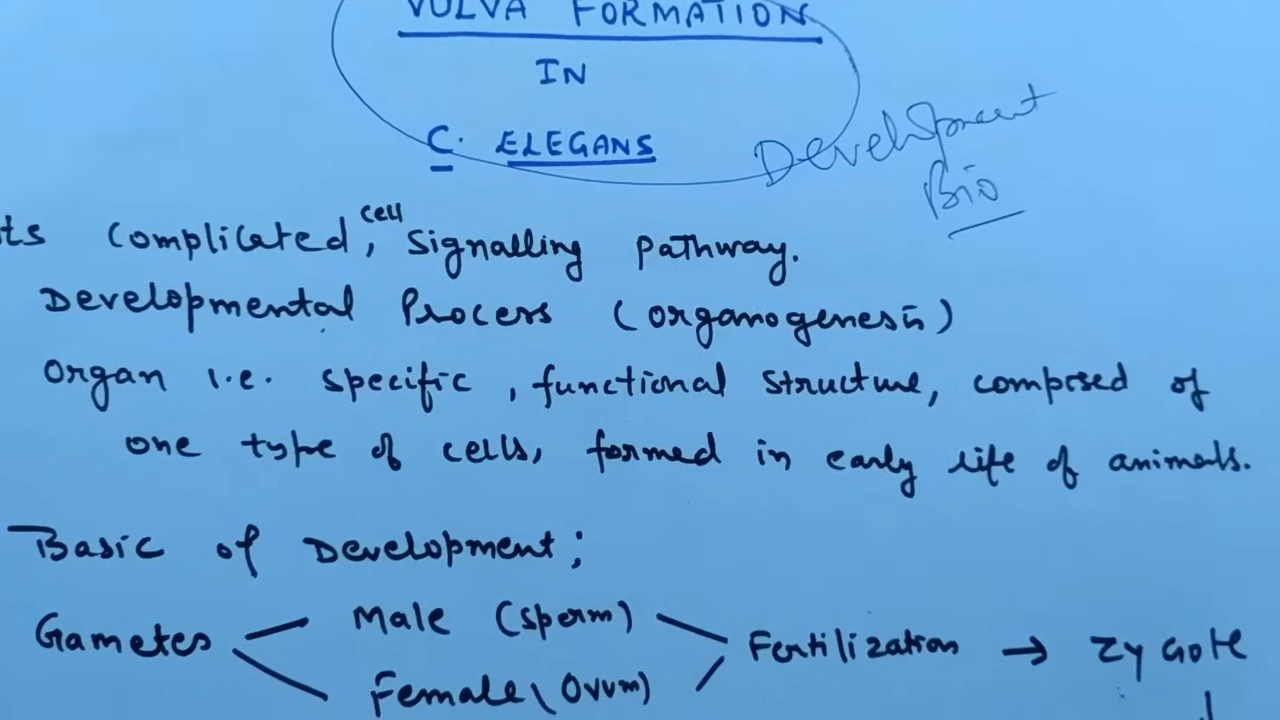 VULVA FORMATION
IN
C. ELEGANS
Development
Bio
ts complicated, cell signalling pathway.
Developmental Process (organogenesis)
Organ i.e. specific, functional structure, comprsed of
one type of cells, formed in early life of animals.
Basic of Development;
Gametes
Male (sperm)
Female (Ovum)
Fertilization → Zygote